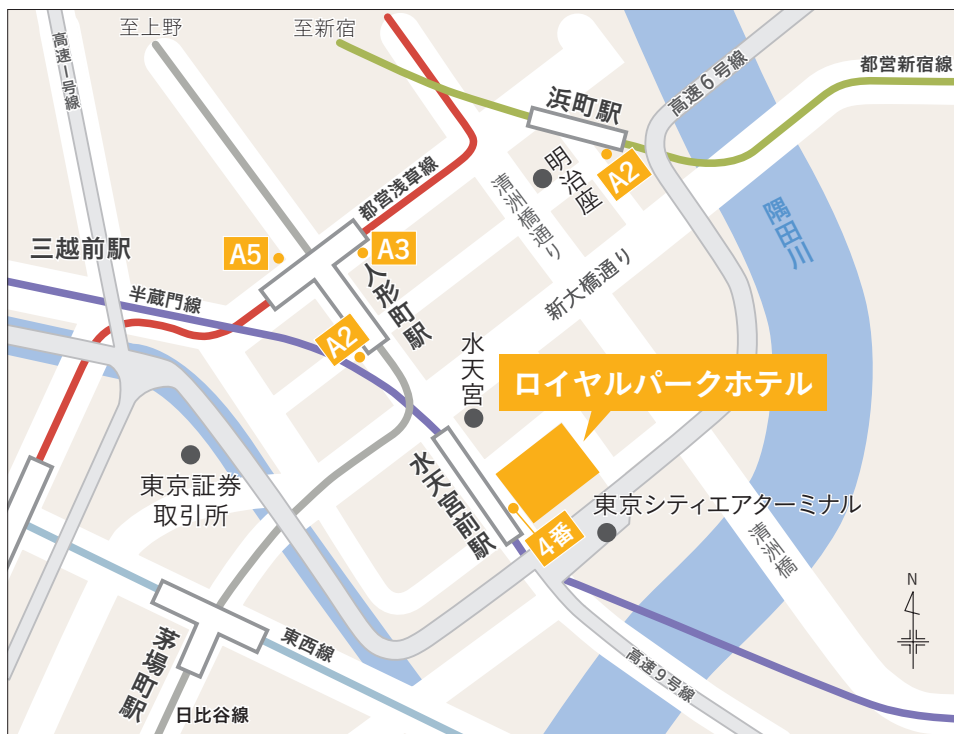 至上野
至新宿
高速1号線
都営新宿線
高速6号線
浜町駅
明治座
A2
都営浅草線
清洲橋通り
隅田川
三越前駅
A5
A3
人形町駅
新大橋通り
半蔵門線
A2
水天宮
ロイヤルパークホテル
水天宮前駅
東京証券
取引所
東京シティエアターミナル
4番
清洲橋
N
東西線
茅場町駅
高速9号線
日比谷線